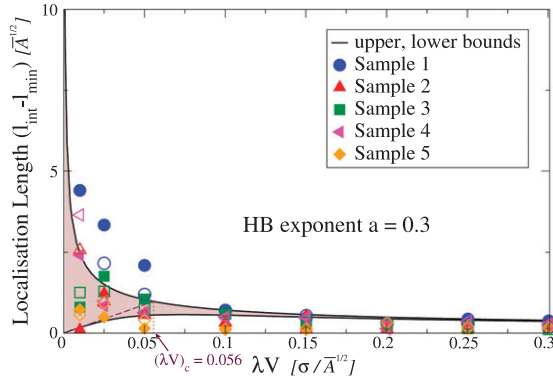 10
5
0
Localisation Length (l_int-l_min) [A̅^1/2]
upper, lower bounds
Sample 1
Sample 2
Sample 3
Sample 4
Sample 5
HB exponent a = 0.3
0 0.05 0.1 0.15 0.2 0.25 0.3
(λV)_c = 0.056
λV [σ/A̅^1/2]